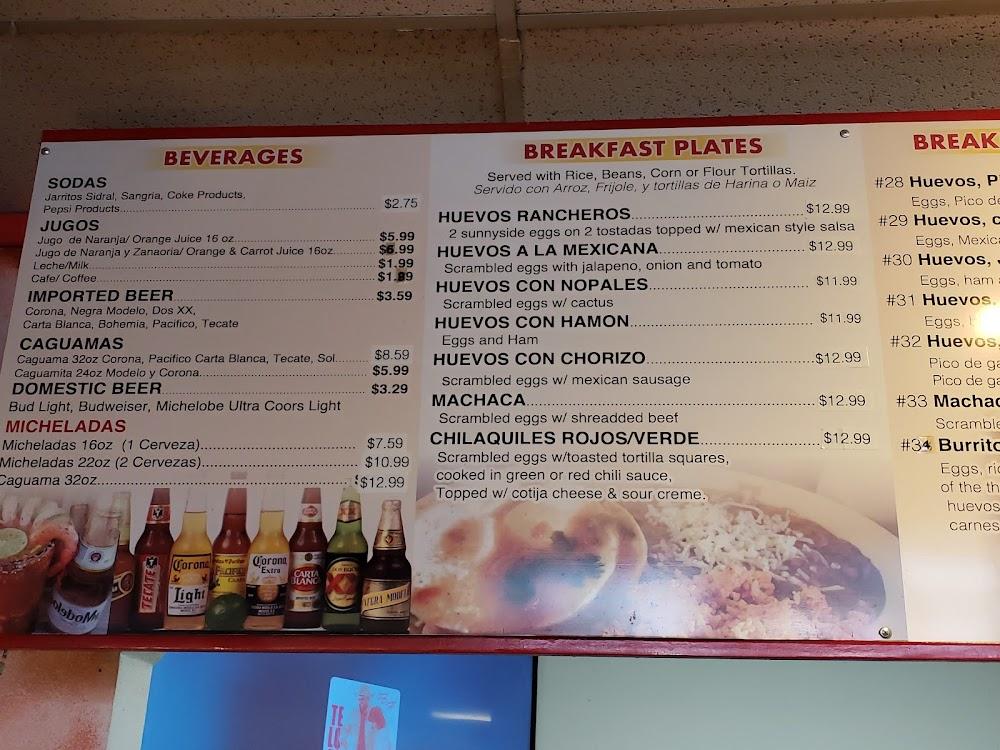 BEVERAGES
SODAS
Jarritos Sidral, Sangria, Coke Products,
Pepsi Products................ $2.75
JUGOS
Jugo de Naranja/ Orange Juice 16 oz................ $5.99
Jugo de Naranja y Zanaoria/ Orange & Carrot Juice 16oz. $6.99
Leche/Milk................ $1.99
Cafe/ Coffee................ $1.89
IMPORTED BEER................ $3.59
Corona, Negra Modelo, Dos XX,
Carta Blanca, Bohemia, Pacifico, Tecate
CAGUAMAS
Caguama 32oz Corona, Pacifico Carta Blanca, Tecate, Sol........ $8.59
Caguamita 24oz Modelo y Corona................ $5.99
DOMESTIC BEER................ $3.29
Bud Light, Budweiser, Michelobe Ultra Coors Light
MICHELADAS
Micheladas 16oz (1 Cerveza)................ $7.59
Micheladas 22oz (2 Cervezas)................ $10.99
Caguama 32oz................ $12.99
BREAKFAST PLATES
Served with Rice, Beans, Corn or Flour Tortillas.
Servido con Arroz, Frijole, y tortillas de Harina o Maiz
HUEVOS RANCHEROS................ $12.99
2 sunnyside eggs on 2 tostadas topped w/ mexican style salsa
HUEVOS A LA MEXICANA................ $12.99
Scrambled eggs with jalapeno, onion and tomato
HUEVOS CON NOPALES................ $11.99
Scrambled eggs w/ cactus
HUEVOS CON HAMON................ $11.99
Eggs and Ham
HUEVOS CON CHORIZO................ $12.99
Scrambled eggs w/ mexican sausage
MACHACA................ $12.99
Scrambled eggs w/ shreadded beef
CHILAQUILES ROJOS/VERDE................ $12.99
Scrambled eggs w/toasted tortilla squares,
cooked in green or red chili sauce,
Topped w/ cotija cheese & sour creme.
BREAK
#28 Huevos, P
Eggs, Pico de
#29 Huevos, c
Eggs, Mexica
#30 Huevos,
Eggs, ham
#31 Huevos,
Eggs,
#32 Huevos,
Pico de ga
Pico de ga
#33 Machac
Scramble
#34 Burrito
Eggs, ric
of the th
huevos
carnes
Modelo
TECATE
Corona
Light
Corona
Extra
CARTA
BLANCA
DOS EQUIS
XX
TE